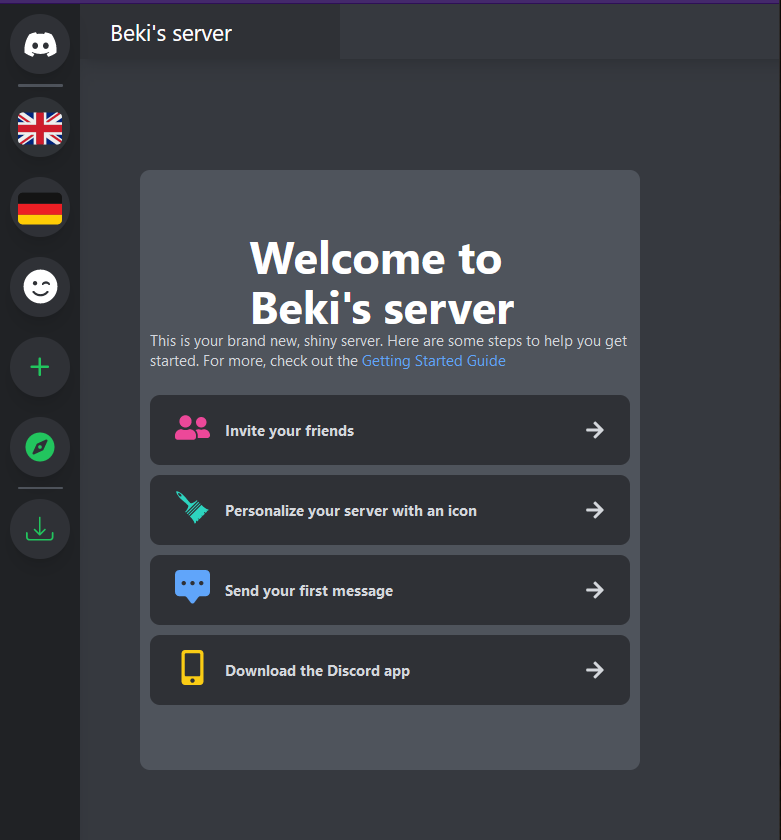 Beki's server
Welcome to
Beki's server
This is your brand new, shiny server. Here are some steps to help you get
started. For more, check out the Getting Started Guide
Invite your friends
Personalize your server with an icon
Send your first message
Download the Discord app